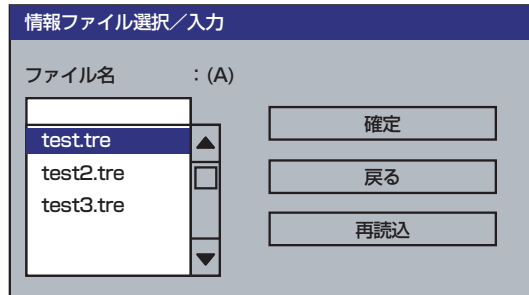 情報ファイル選択／入力
ファイル名　：(A)
test.tre
test2.tre
test3.tre
確定
戻る
再読込